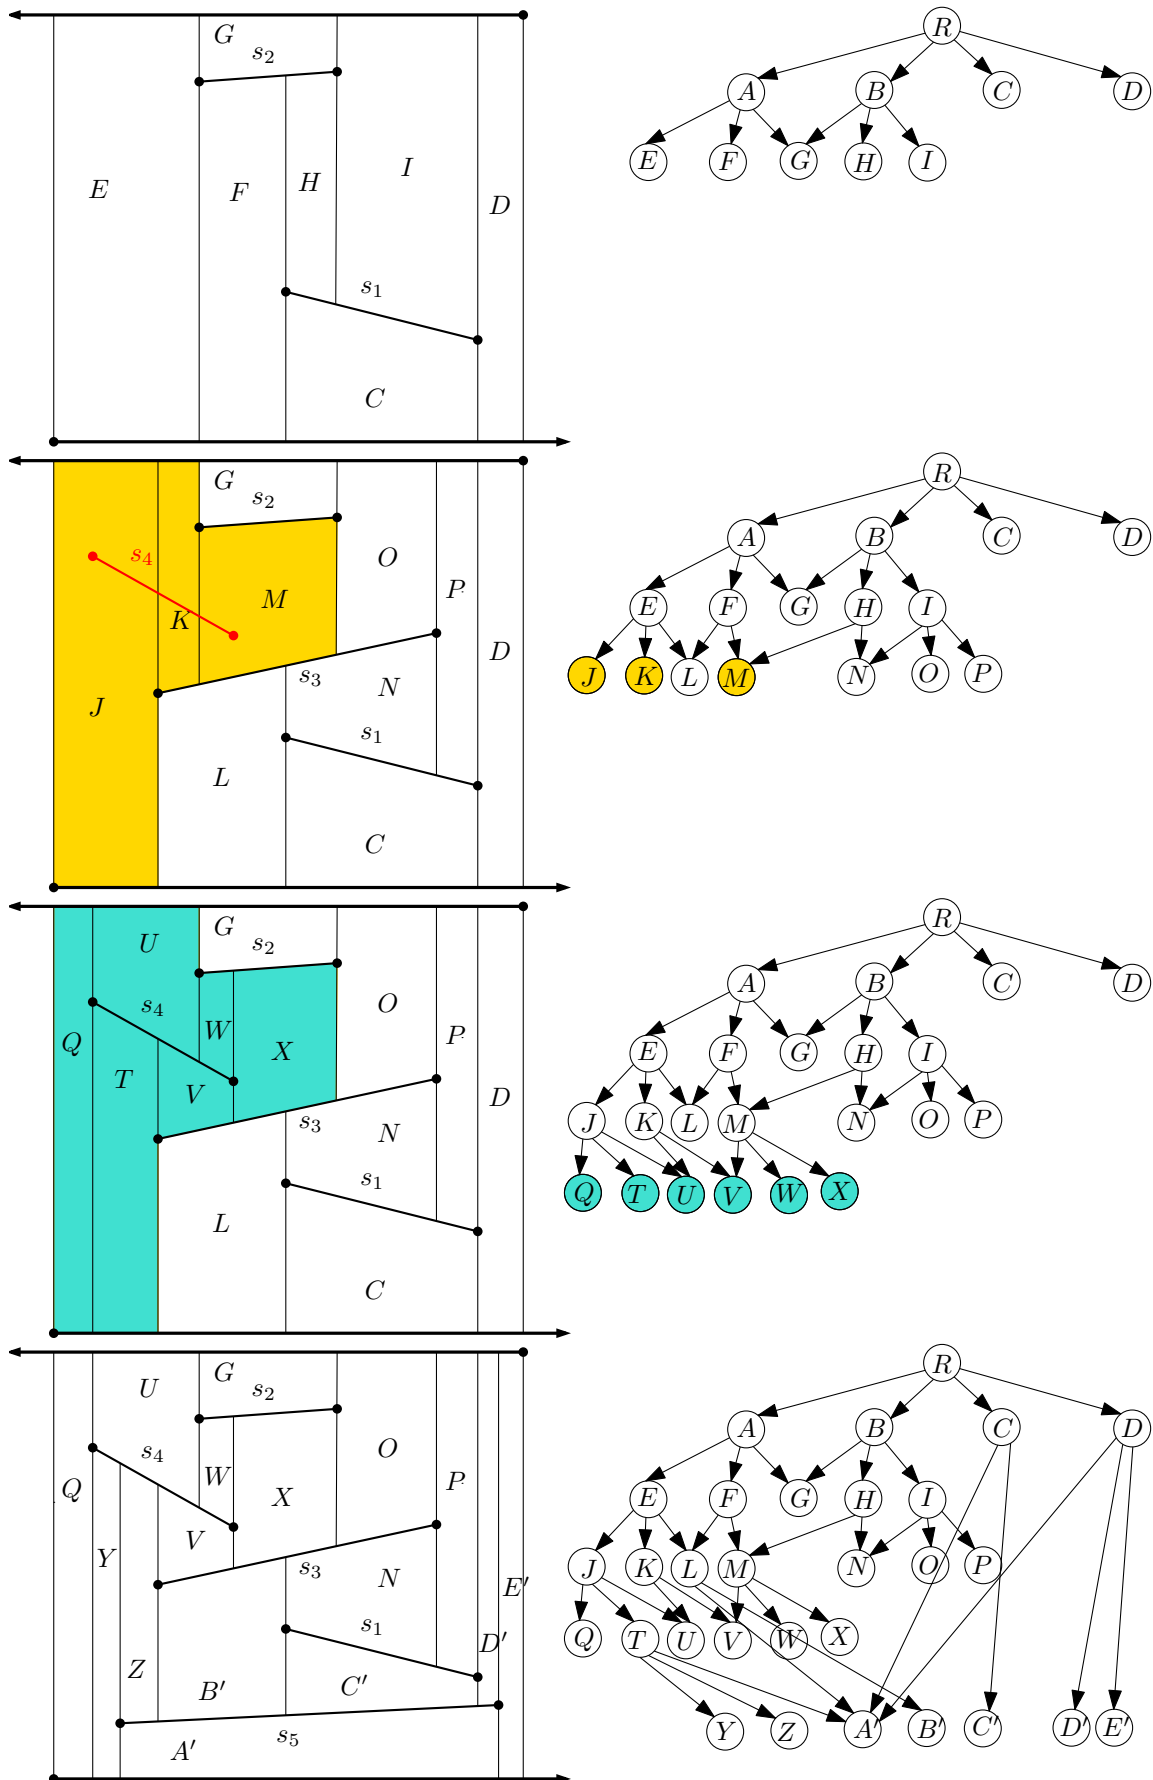 G
s₂
E
F
H
I
D
s₁
C
R
A B C D
E F G H I
G
s₂
s₄
O
K
M
P
D
J
s₃
N
s₁
L
C
R
A B C D
E F G H I
J K L M N O P
G
U
s₂
s₄
O
W
Q
X
P
T
V
D
s₃
N
s₁
L
C
R
A B C D
E F G H I
J K L M N O P
Q T U V W X
G
U
s₂
s₄
O
W
Q
X
P
V
Y
s₃
N
E′
s₁
D′
Z
B′
C′
s₅
A′
R
A B C D
E F G H I
J K L M N O P
Q T U V W X
Y Z A′ B′ C′ D′ E′